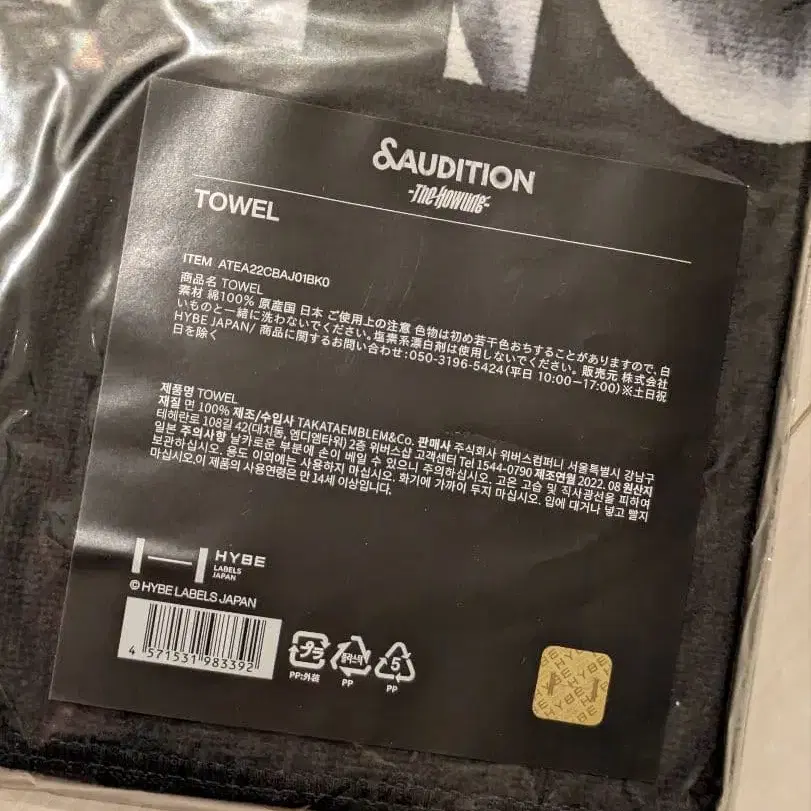 &AUDITION
-The Howling-
TOWEL
ITEM ATEA22CBAJ01BK0
商品名 TOWEL
素材 綿100% 原産国 日本 ご使用上の注意 色物は初め若干色おちすることがありますので、白
いものと一緒に洗わないでください。塩素系漂白剤は使用しないでください。 販売元 株式会社
HYBE JAPAN/ 商品に関するお問い合わせ:050-3196-5424(平日 10:00-17:00)※土日祝
日を除く
제품명 TOWEL
재질 면 100% 제조/수입사 TAKATAEMBLEM&Co. 판매사 주식회사 위버스컴퍼니 서울특별시 강남구
테헤란로 108길 42(대치동, 엠디엠타워) 2층 위버스샵 고객센터 Tel 1544-0790 제조연월 2022. 08 원산지
일본 주의사항 날카로운 부분에 손이 베일 수 있으니 주의하십시오. 고온 고습 및 직사광선을 피하여
보관하십시오. 용도 이외에는 사용하지 마십시오. 화기에 가까이 두지 마십시오. 입에 대거나 넣고 빨지
마십시오.이 제품의 사용연령은 만 14세 이상입니다.
HYBE
LABELS
JAPAN
© HYBE LABELS JAPAN
4 571531 983392
プラ
PP:外装
플라스틱
PP
5
PP
HYBE